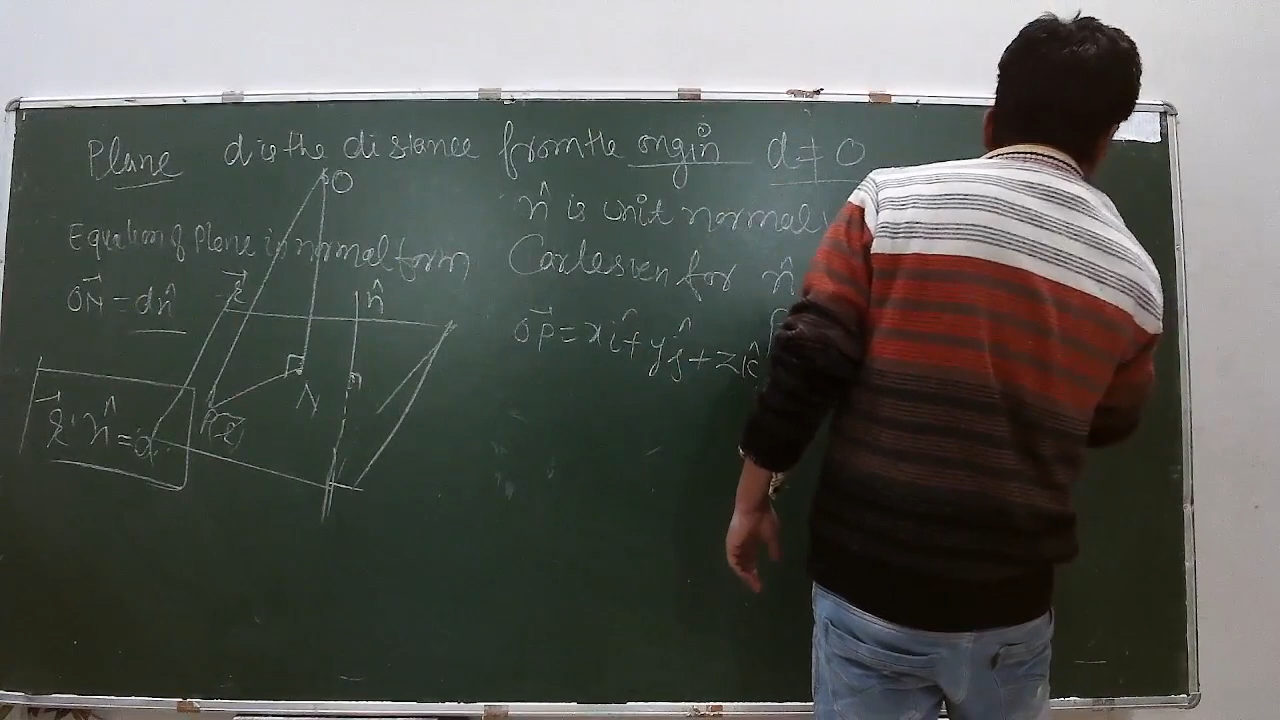 Plane d is the distance from the origin d ≠ 0
O
n̂ is unit normal
Equation of Plane in normal form
Cartesian for n̂
ON⃗ = dn̂
r⃗
n̂
OP⃗ = xî + yĵ + zk̂
N
r⃗ · n̂ = d